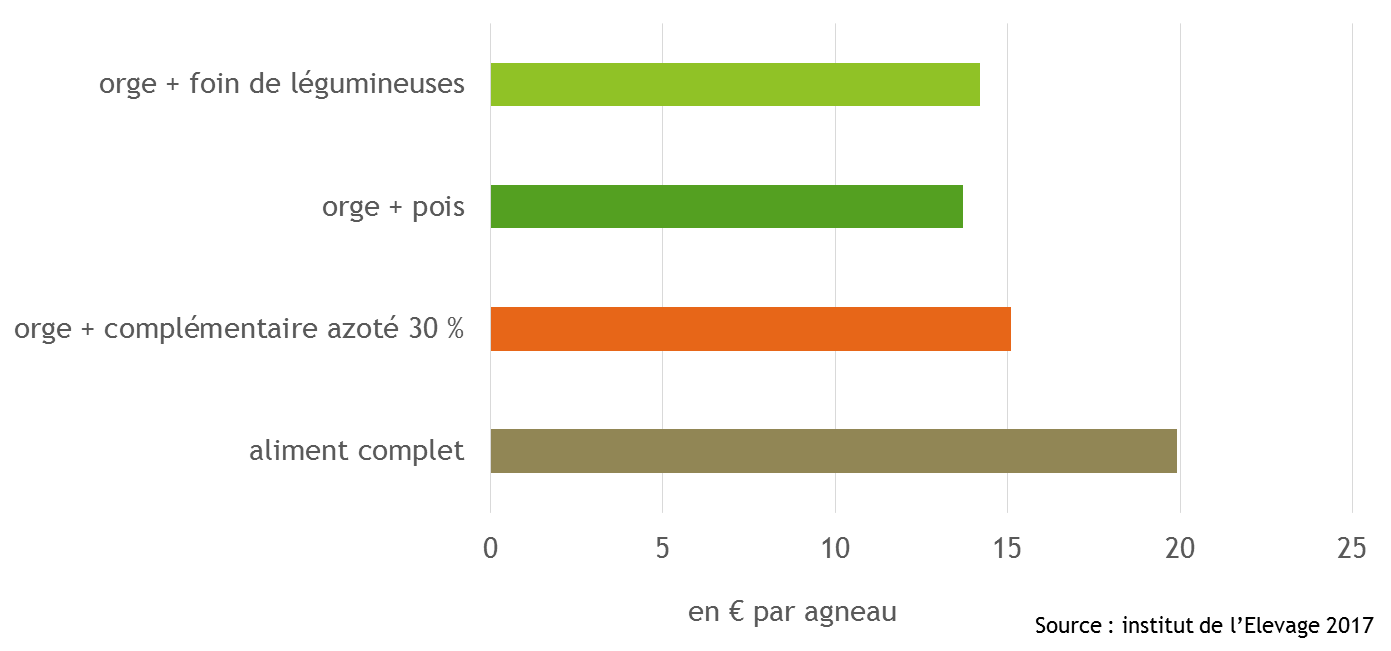 orge + foin de légumineuses
orge + pois
orge + complémentaire azoté 30 %
aliment complet
0 5 10 15 20 25
en € par agneau
Source : institut de l’Elevage 2017